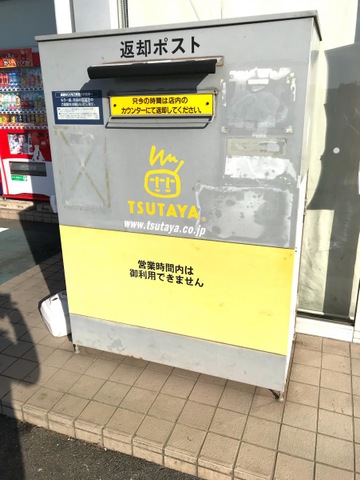 返却ポスト
只今の時間は店内の
カウンターにて返却してください。
TSUTAYA
www.tsutaya.co.jp
営業時間内は
御利用できません